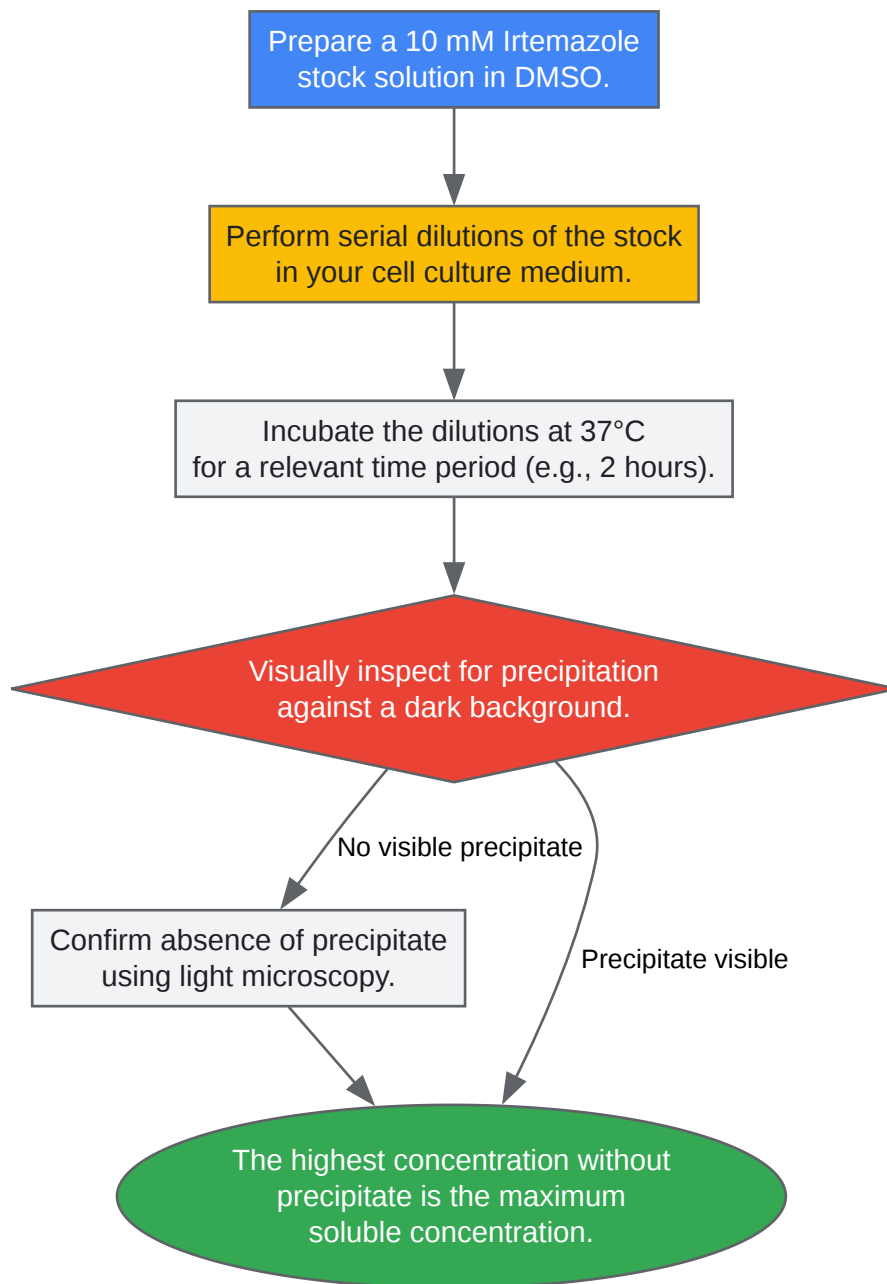 Prepare a 10 mM Irtemazole
stock solution in DMSO.
Perform serial dilutions of the stock
in your cell culture medium.
Incubate the dilutions at 37°C
for a relevant time period (e.g., 2 hours).
Visually inspect for precipitation
against a dark background.
No visible precipitate
Confirm absence of precipitate
using light microscopy.
Precipitate visible
The highest concentration without
precipitate is the maximum
soluble concentration.